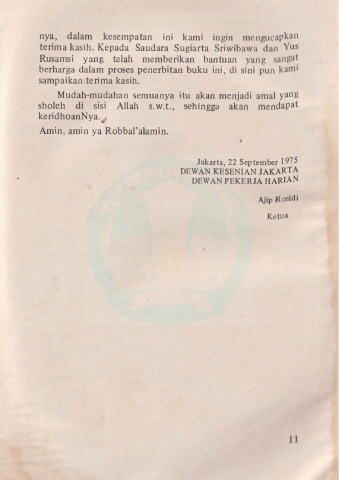 nya, dalam kesempatan ini kami ingin mengucapkan
terima kasih. Kepada Saudara Sugiarta Sriwibawa dan Yus
Rusamsi yang telah memberikan bantuan yang sangat
berharga dalam proses penerbitan buku ini, di sini pun kami
sampaikan terima kasih.
Mudah-mudahan semuanya itu akan menjadi amal yang
sholeh di sisi Allah s.w.t., sehingga akan mendapat
keridhoanNya.
Amin, amin ya Robbal'alamin.
Jakarta, 22 September 1975
DEWAN KESENIAN JAKARTA
DEWAN PEKERJA HARIAN
Ajip Rosidi
Ketua
11